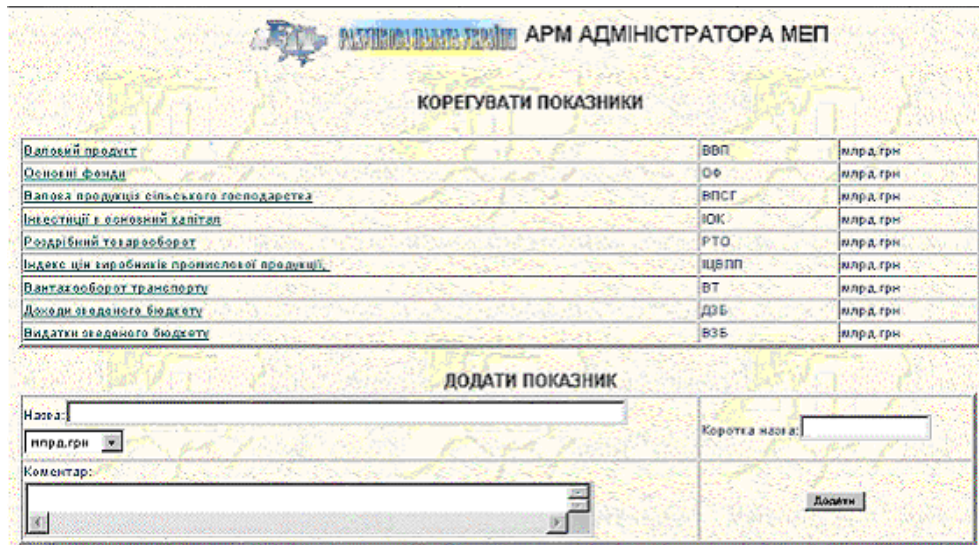 РАХУНКОВА ПАЛАТА УКРАЇНИ АРМ АДМІНІСТРАТОРА МЕП
КОРЕГУВАТИ ПОКАЗНИКИ
Валовий продукт ВВП млрд.грн
Основні фонди ОФ млрд.грн
Валова продукція сільського господарства ВПСГ млрд.грн
Інвестиції в основний капітал ІОК млрд.грн
Роздрібний товарооборот РТО млрд.грн
Індекс цін виробників промислової продукції, ІЦВПП млрд.грн
Вантажооборот транспорту ВТ млрд.грн
Доходи зведеного бюджету ДЗБ млрд.грн
Видатки зведеного бюджету ВЗБ млрд.грн
ДОДАТИ ПОКАЗНИК
Назва:
млрд.грн
Коротка назва:
Коментар:
Додати